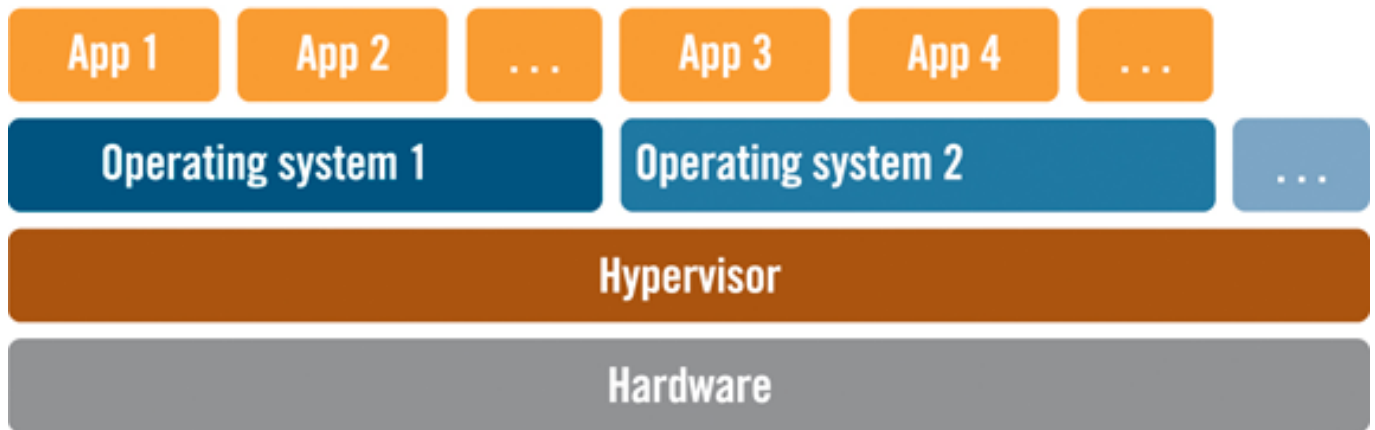 App 1 App 2 ... App 3 App 4 ...
Operating system 1 Operating system 2 ...
Hypervisor
Hardware